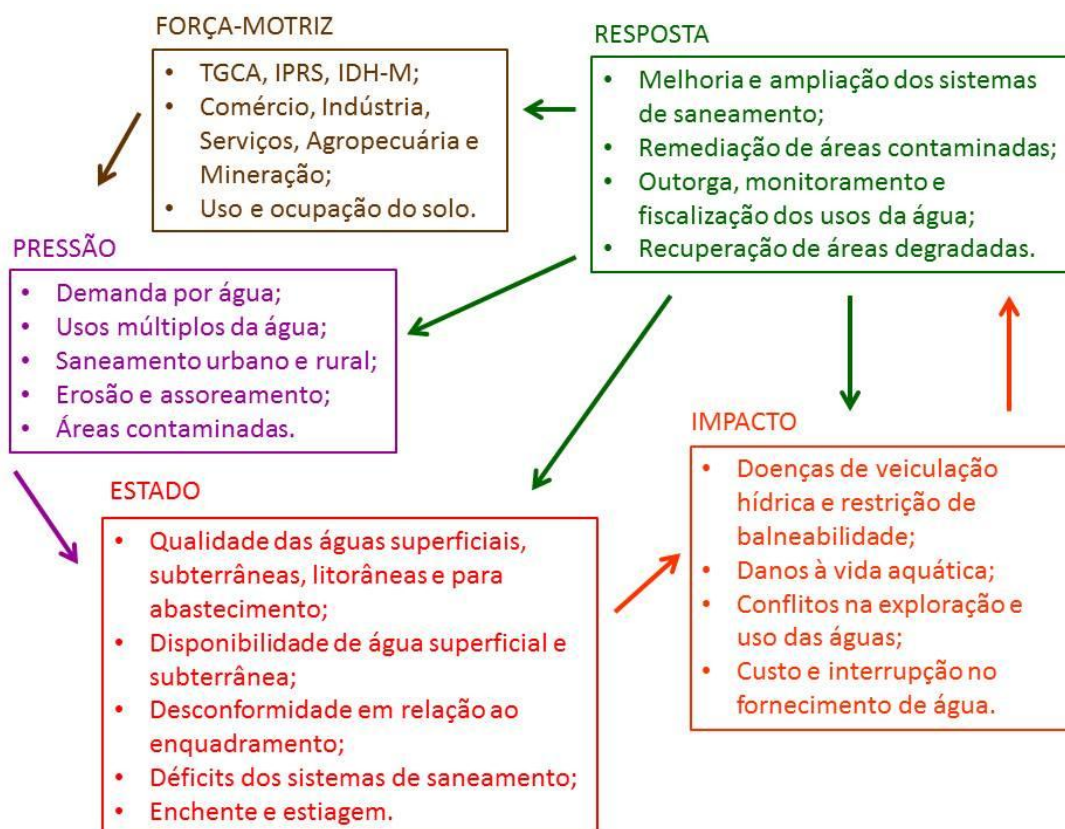 FORÇA-MOTRIZ
• TGCA, IPRS, IDH-M;
• Comércio, Indústria,
Serviços, Agropecuária e
Mineração;
• Uso e ocupação do solo.
RESPOSTA
• Melhoria e ampliação dos sistemas
de saneamento;
• Remediação de áreas contaminadas;
• Outorga, monitoramento e
fiscalização dos usos da água;
• Recuperação de áreas degradadas.
PRESSÃO
• Demanda por água;
• Usos múltiplos da água;
• Saneamento urbano e rural;
• Erosão e assoreamento;
• Áreas contaminadas.
IMPACTO
• Doenças de veiculação
hídrica e restrição de
balneabilidade;
• Danos à vida aquática;
• Conflitos na exploração e
uso das águas;
• Custo e interrupção no
fornecimento de água.
ESTADO
• Qualidade das águas superficiais,
subterrâneas, litorâneas e para
abastecimento;
• Disponibilidade de água superficial e
subterrânea;
• Desconformidade em relação ao
enquadramento;
• Déficits dos sistemas de saneamento;
• Enchente e estiagem.